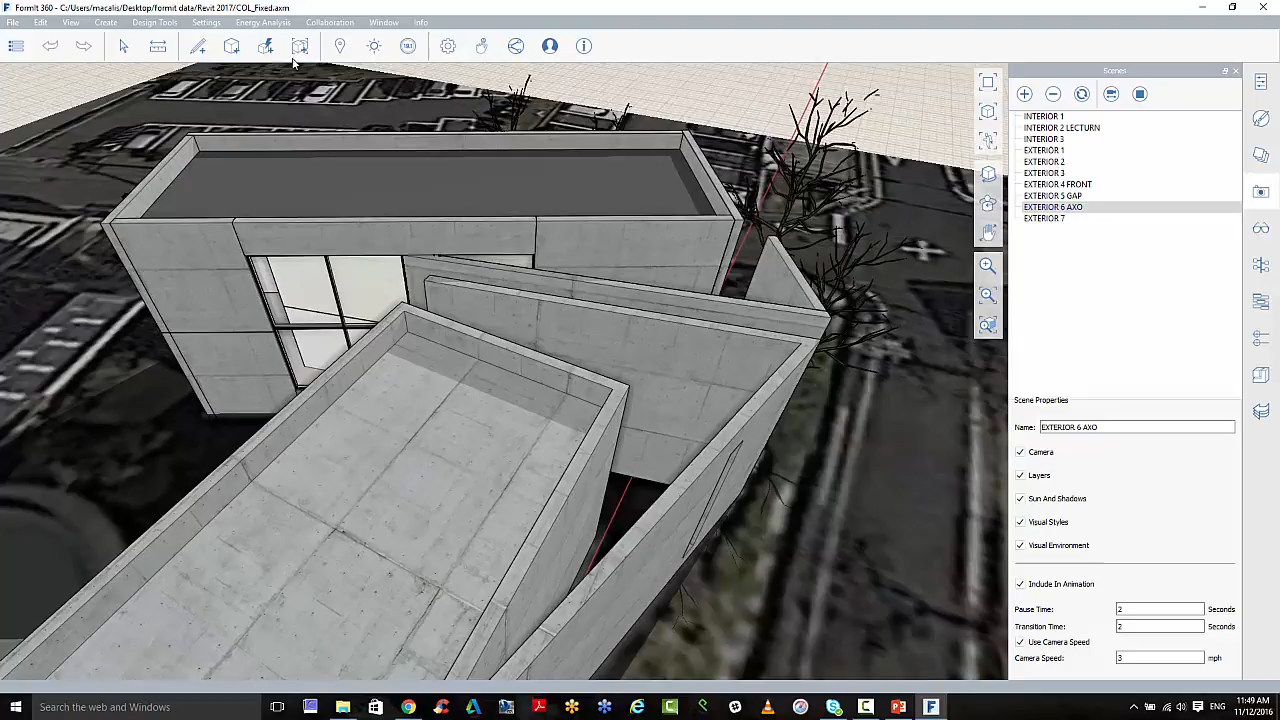 FormIt 360 - C:/Users/macalis/Desktop/formit data/Revit 2017/COL_Fixed.axm
File Edit View Create Design Tools Settings Energy Analysis Collaboration Window Info
Scenes
INTERIOR 1
INTERIOR 2 LECTURN
INTERIOR 3
EXTERIOR 1
EXTERIOR 2
EXTERIOR 3
EXTERIOR 4 FRONT
EXTERIOR 5 GAP
EXTERIOR 6 AXO
EXTERIOR 7
Scene Properties
Name: EXTERIOR 6 AXO
Camera
Layers
Sun And Shadows
Visual Styles
Visual Environment
Include In Animation
Pause Time: 2 Seconds
Transition Time: 2 Seconds
Use Camera Speed
Camera Speed: 3 mph
Search the web and Windows
ENG
11:49 AM
11/12/2016